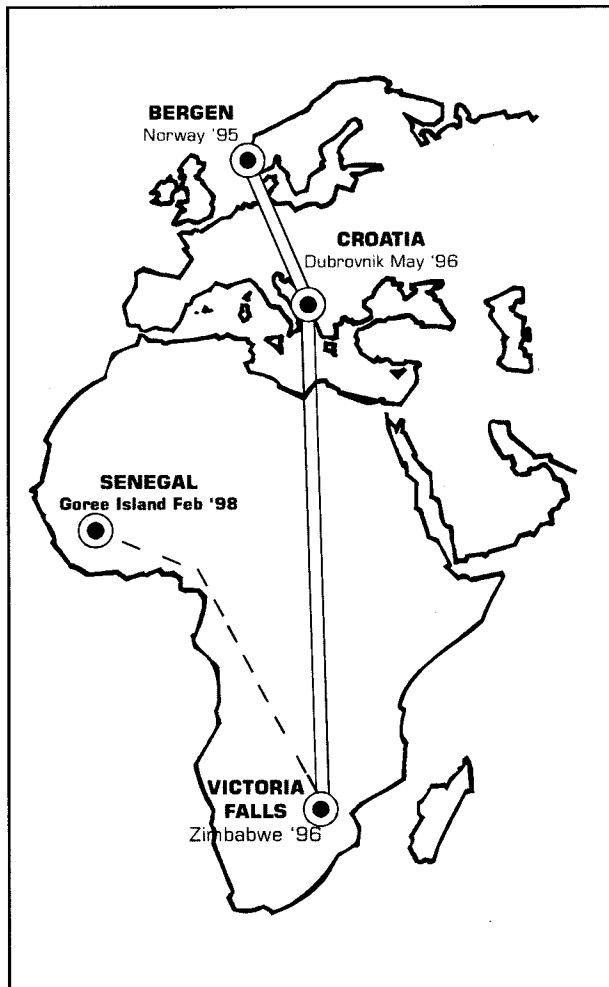 BERGEN
Norway '95
CROATIA
Dubrovnik May '96
SENEGAL
Goree Island Feb '98
VICTORIA
FALLS
Zimbabwe '96